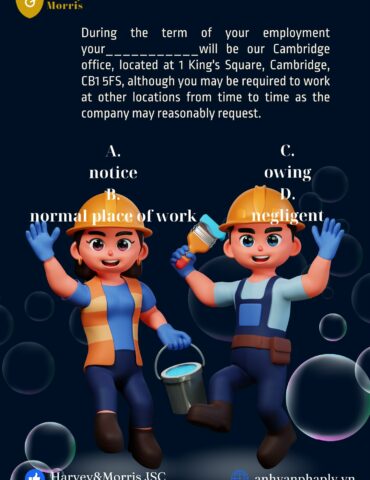 G
Morris
During the term of your employment
your___________will be our Cambridge
office, located at 1 King's Square, Cambridge,
CB1 5FS, although you may be required to work
at other locations from time to time as the
company may reasonably request.
A.
notice
B.
normal place of work
C.
owing
D.
negligent
Harvey&Morris JSC
anhvanphaply.vn